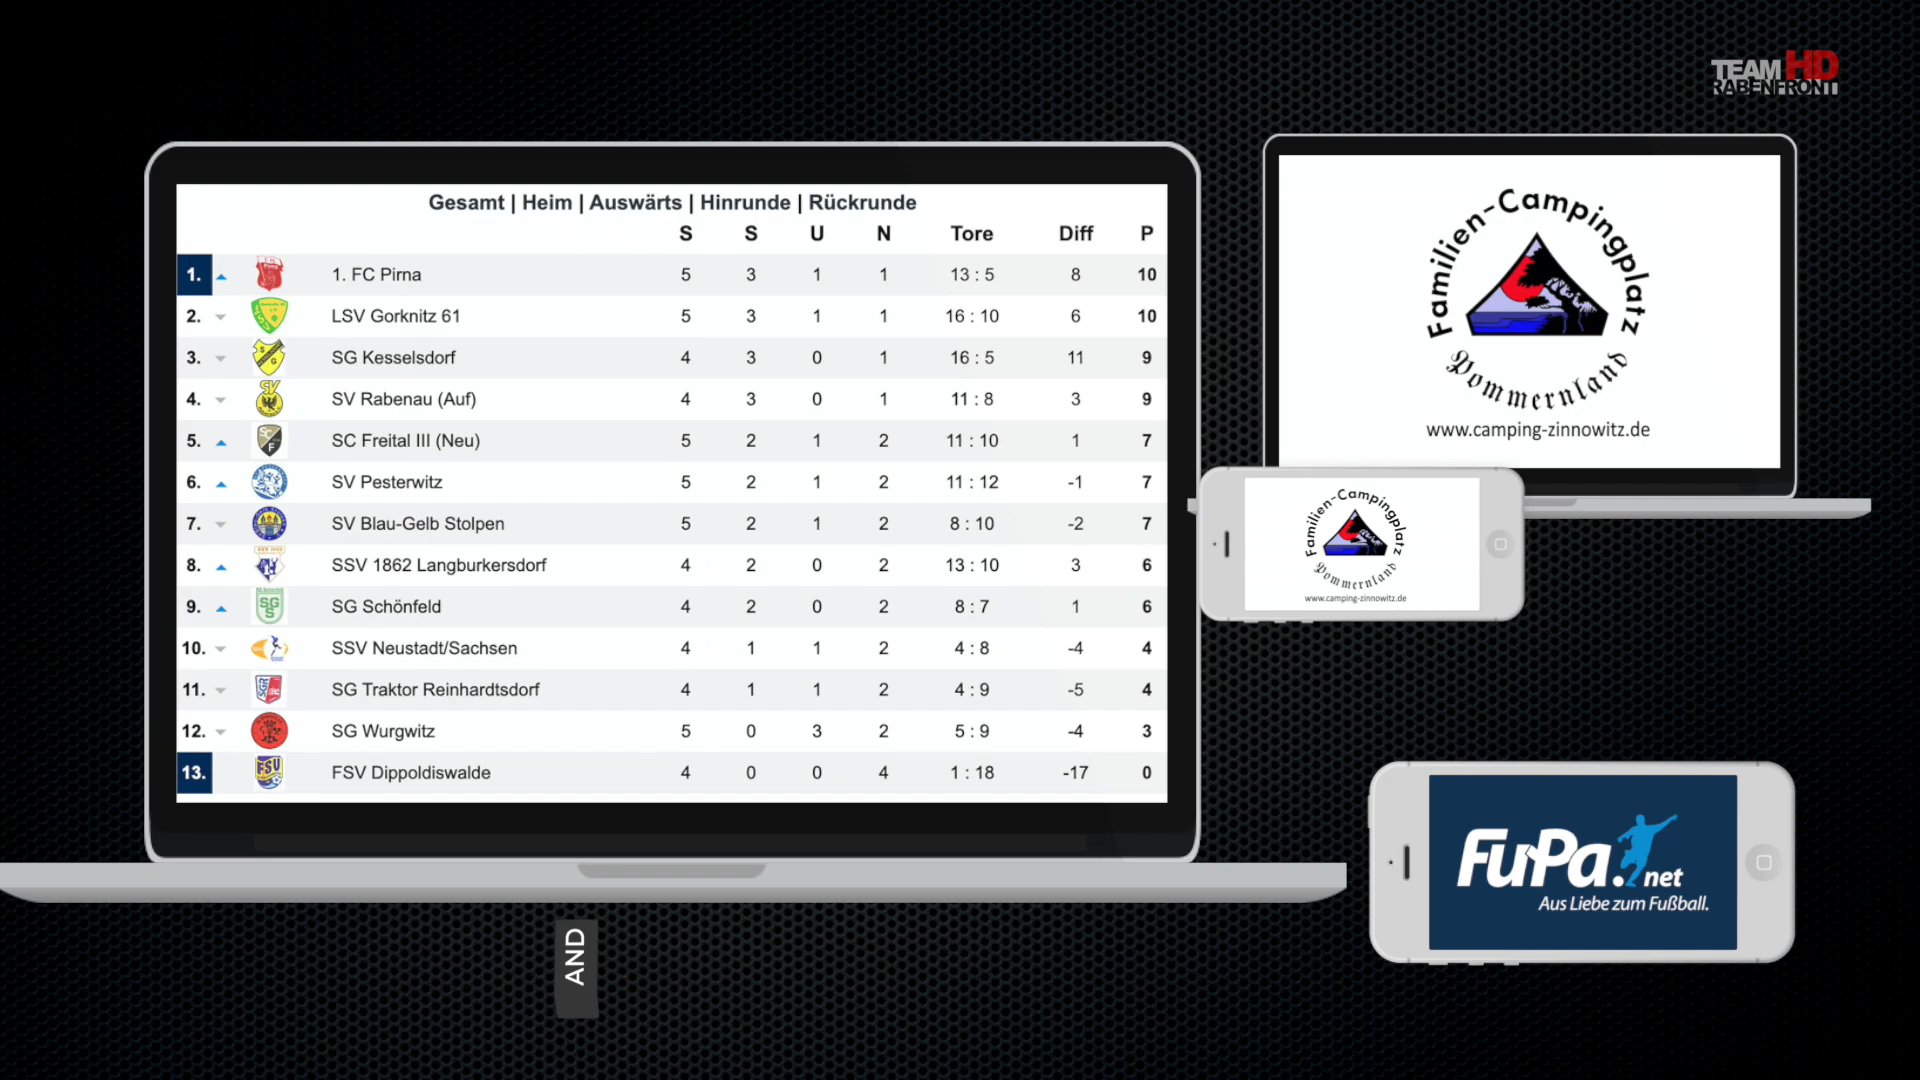 TEAM HD
RABENFRONT
Gesamt | Heim | Auswärts | Hinrunde | Rückrunde
S S U N Tore Diff P
1. 1. FC Pirna 5 3 1 1 13 : 5 8 10
2. LSV Gorknitz 61 5 3 1 1 16 : 10 6 10
3. SG Kesselsdorf 4 3 0 1 16 : 5 11 9
4. SV Rabenau (Auf) 4 3 0 1 11 : 8 3 9
5. SC Freital III (Neu) 5 2 1 2 11 : 10 1 7
6. SV Pesterwitz 5 2 1 2 11 : 12 -1 7
7. SV Blau-Gelb Stolpen 5 2 1 2 8 : 10 -2 7
8. SSV 1862 Langburkersdorf 4 2 0 2 13 : 10 3 6
9. SG Schönfeld 4 2 0 2 8 : 7 1 6
10. SSV Neustadt/Sachsen 4 1 1 2 4 : 8 -4 4
11. SG Traktor Reinhardtsdorf 4 1 1 2 4 : 9 -5 4
12. SG Wurgwitz 5 0 3 2 5 : 9 -4 3
13. FSV Dippoldiswalde 4 0 0 4 1 : 18 -17 0
Familien-Campingplatz
Pommernland
www.camping-zinnowitz.de
Familien-Campingplatz
Pommernland
www.camping-zinnowitz.de
FuPa.net
Aus Liebe zum Fußball.
AND